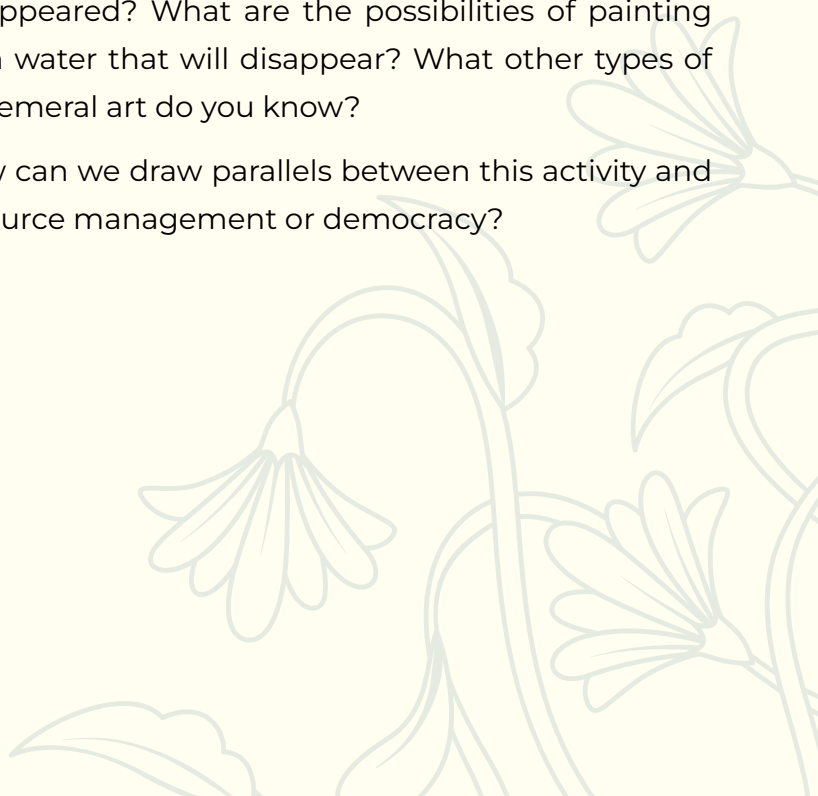 ppeared? What are the possibilities of painting
water that will disappear? What other types of
emeral art do you know?
can we draw parallels between this activity and
urce management or democracy?